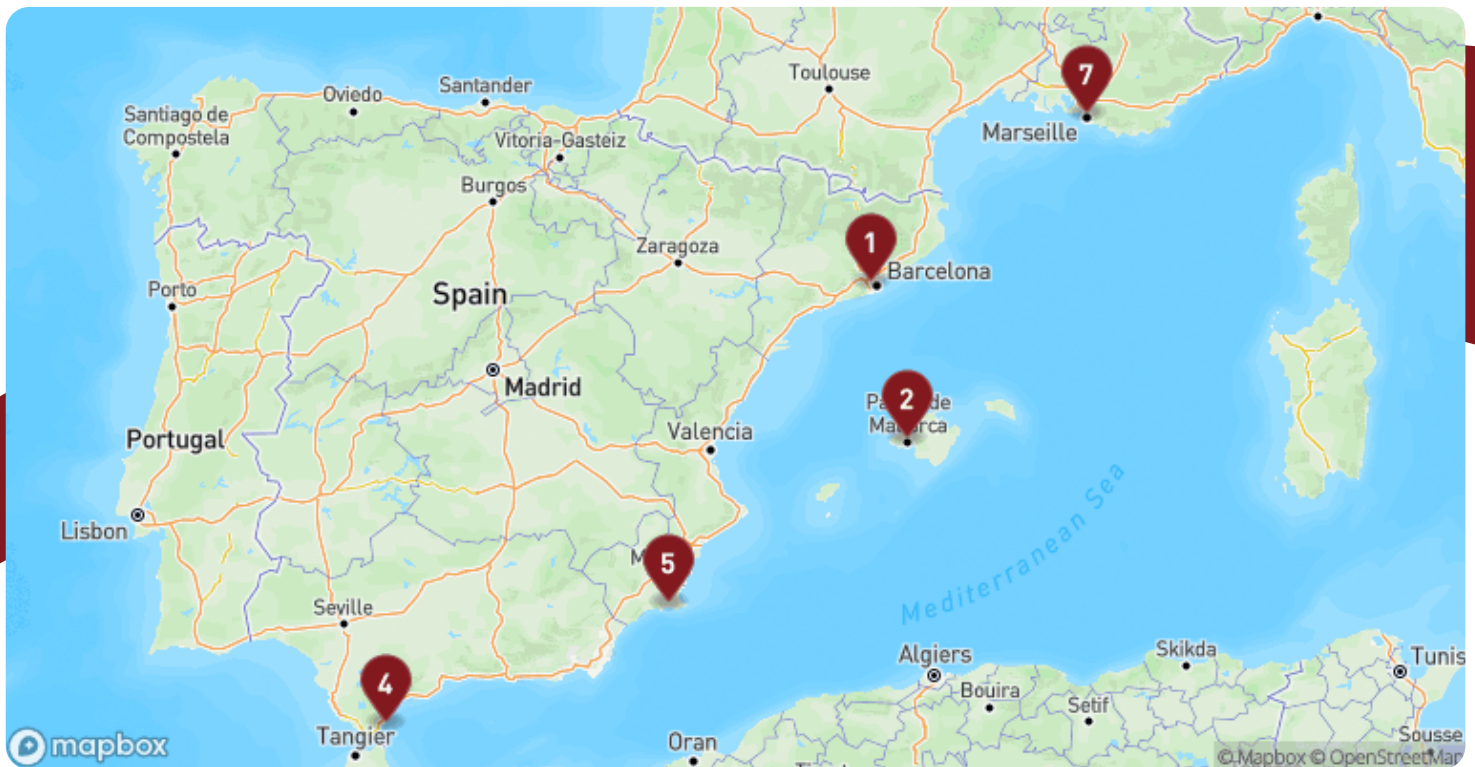 Toulouse
7
Santander
Oviedo
Santiago de
Compostela
Marseille
Vitoria-Gasteiz
Burgos
1
Zaragoza
Barcelona
Porto
Spain
Madrid
2
de
Portugal
Valencia
Lisbon
Mediterranean Sea
5
Seville
Algiers
Skikda
Tunis
4
Bouira
Setif
Tangier
Oran
Sousse
mapbox
© Mapbox © OpenStreetMap